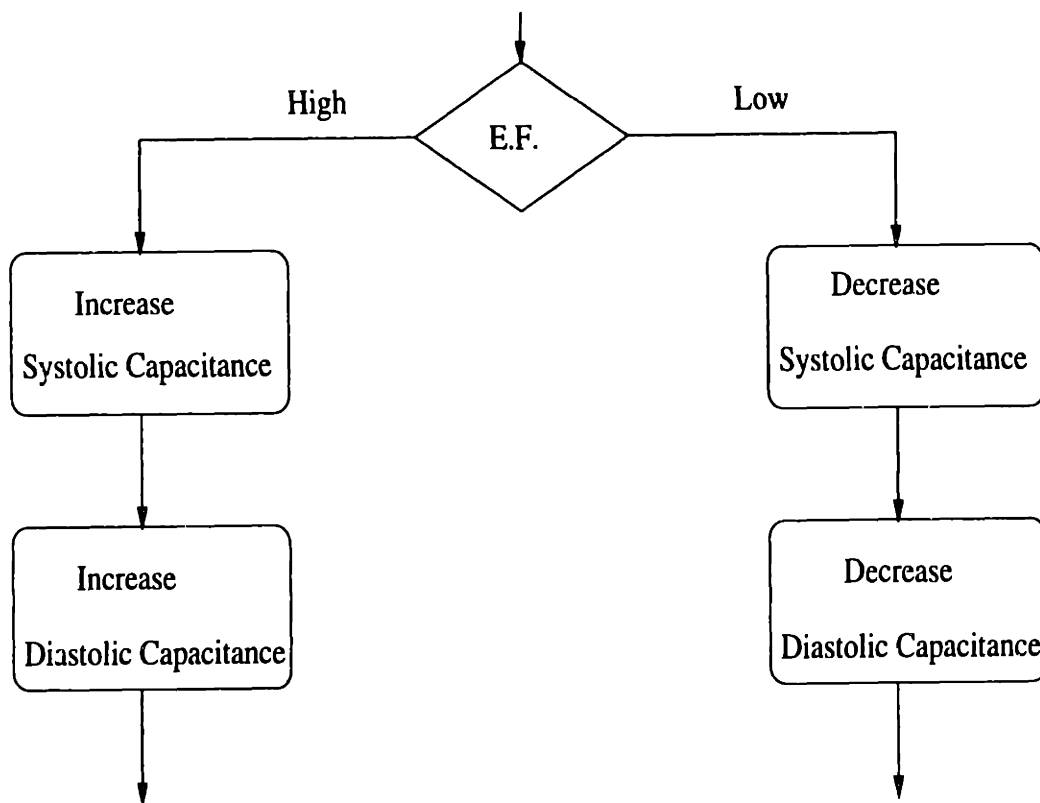 High
Low
E.F.
Increase
Systolic Capacitance
Decrease
Systolic Capacitance
Increase
Diastolic Capacitance
Decrease
Diastolic Capacitance